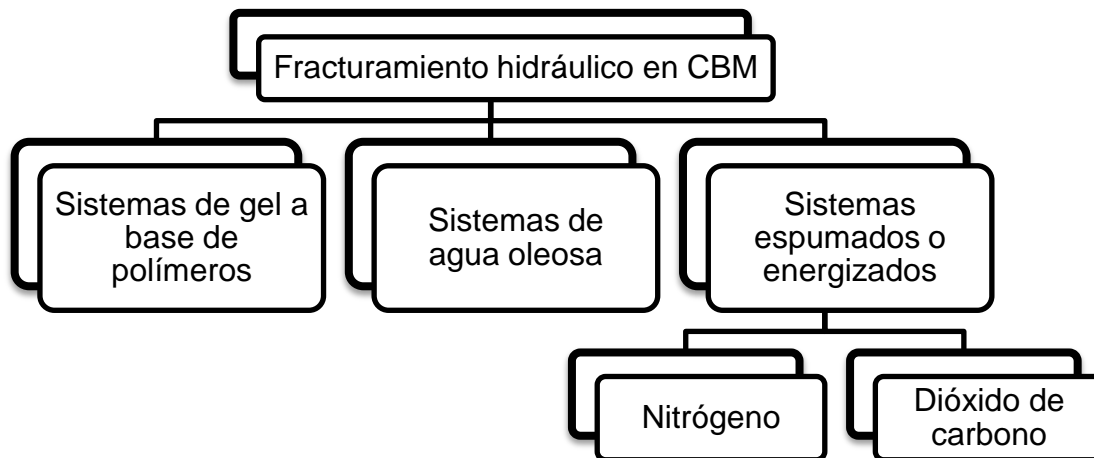 Fracturamiento hidráulico en CBM
Sistemas de gel a
base de
polímeros
Sistemas de
agua oleosa
Sistemas
espumados o
energizados
Nitrógeno
Dióxido de
carbono